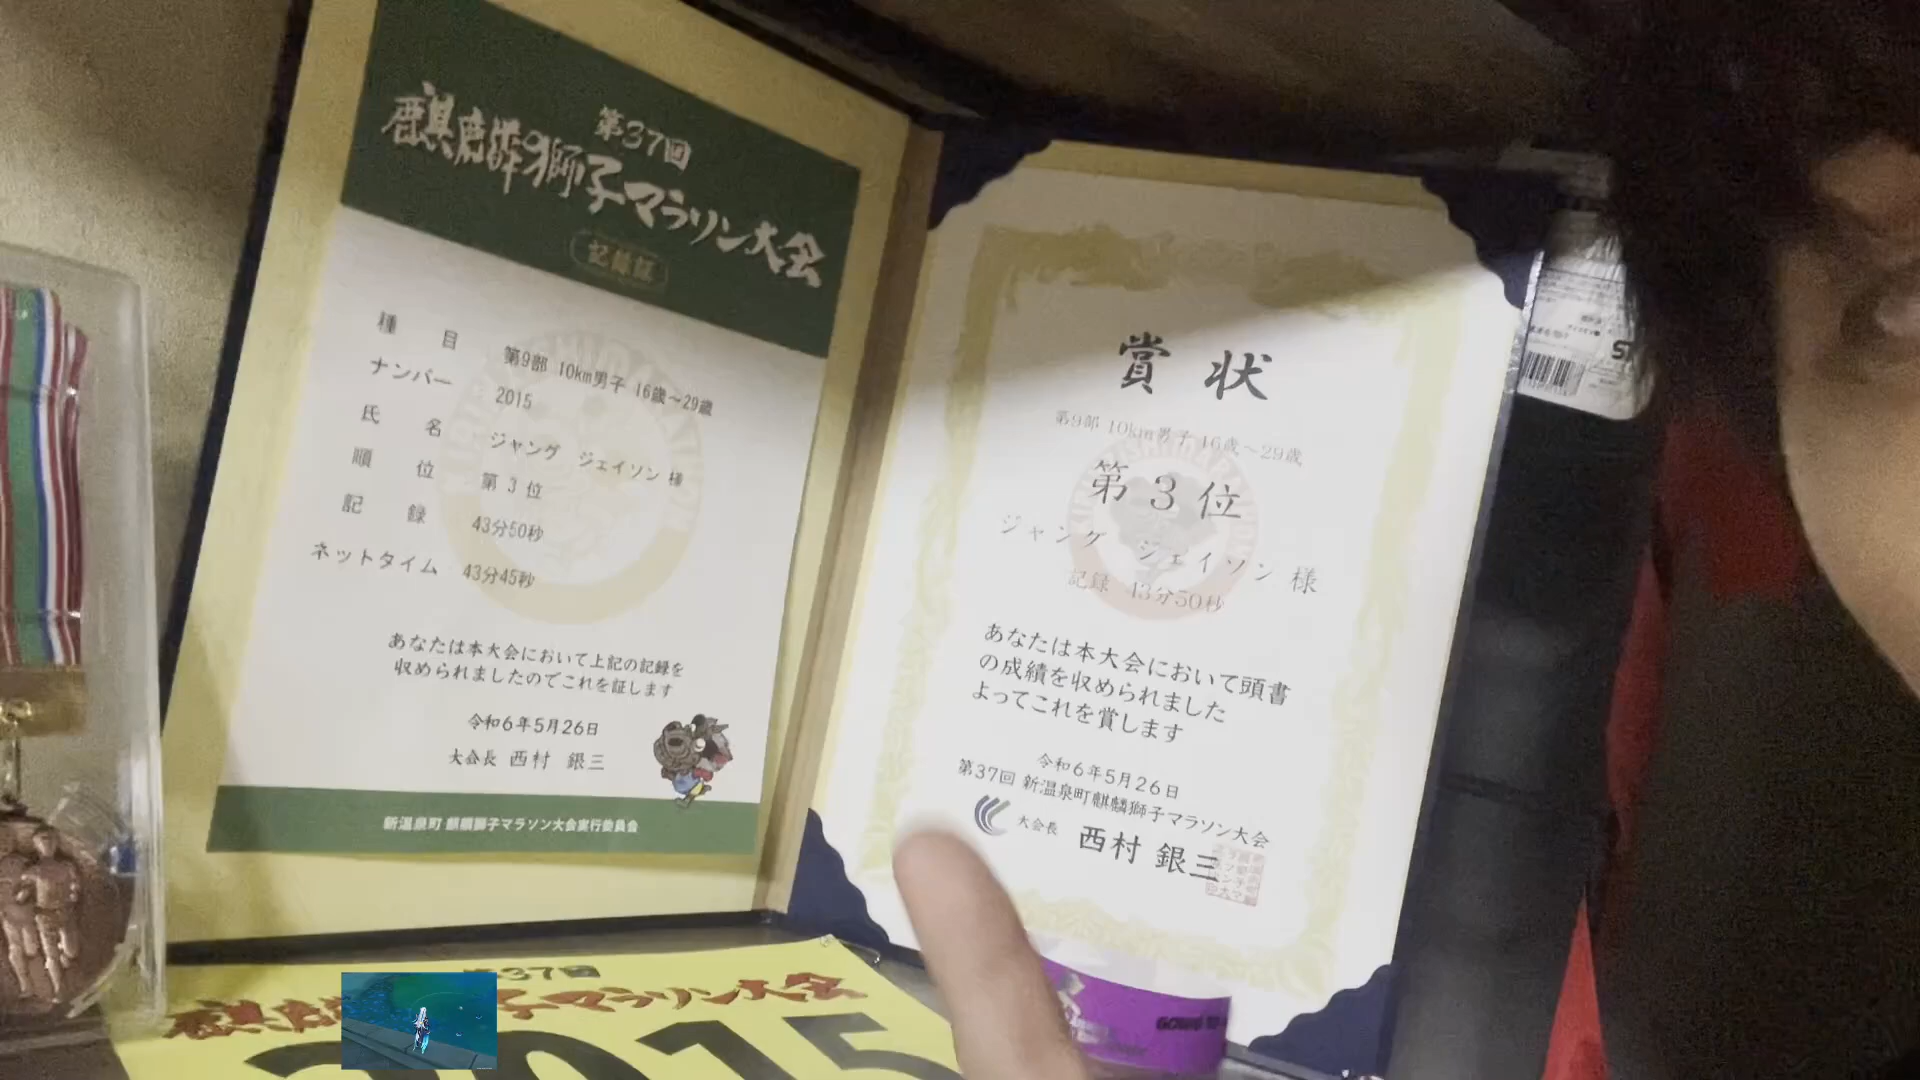 第37回
麒麟獅子マラソン大会
記録証
種 目 第9部 10km男子 16歳～29歳
ナンバー 2015
氏 名 ジャング ジェイソン 様
順 位 第 3 位
記 録 43分50秒
ネットタイム 43分45秒
あなたは本大会において上記の記録を
収められましたのでこれを証します
令和6年5月26日
大会長 西村 銀三
新温泉町 麒麟獅子マラソン大会実行委員会
賞 状
第9部 10km男子 16歳～29歳
第 3 位
ジャング ジェイソン 様
記録 43分50秒
あなたは本大会において頭書
の成績を収められました
よってこれを賞します
令和6年5月26日
第37回 新温泉町麒麟獅子マラソン大会
大会長 西村 銀三
第37回
麒麟 子マラソン大会
2015